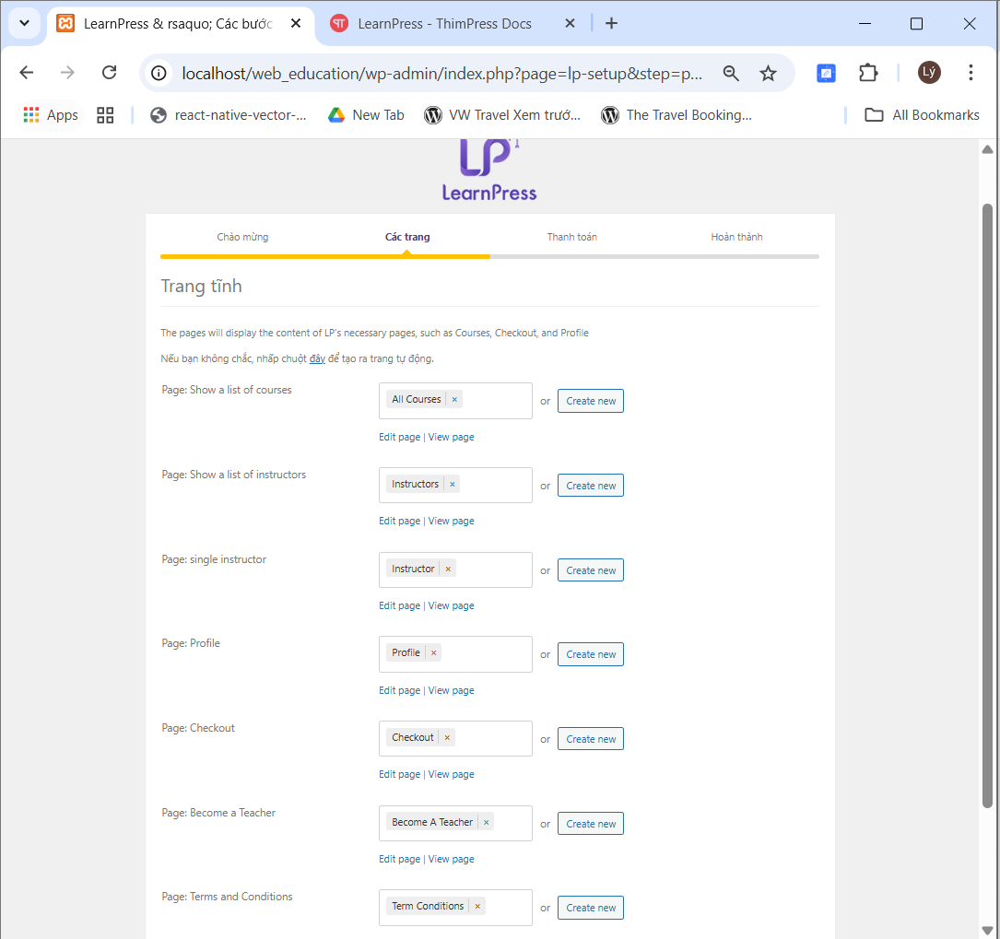 LearnPress & rsaquo; Các bước
LearnPress - ThimPress Docs
localhost/web_education/wp-admin/index.php?page=lp-setup&step=p...
Lý
Apps
react-native-vector-...
New Tab
VW Travel Xem trướ...
The Travel Booking...
All Bookmarks
LP
LearnPress
Chào mừng
Các trang
Thanh toán
Hoàn thành
Trang tĩnh
The pages will display the content of LP's necessary pages, such as Courses, Checkout, and Profile
Nếu bạn không chắc, nhấp chuột đây để tạo ra trang tự động.
Page: Show a list of courses
All Courses × or Create new
Edit page | View page
Page: Show a list of instructors
Instructors × or Create new
Edit page | View page
Page: single instructor
Instructor × or Create new
Edit page | View page
Page: Profile
Profile × or Create new
Edit page | View page
Page: Checkout
Checkout × or Create new
Edit page | View page
Page: Become a Teacher
Become A Teacher × or Create new
Edit page | View page
Page: Terms and Conditions
Term Conditions × or Create new